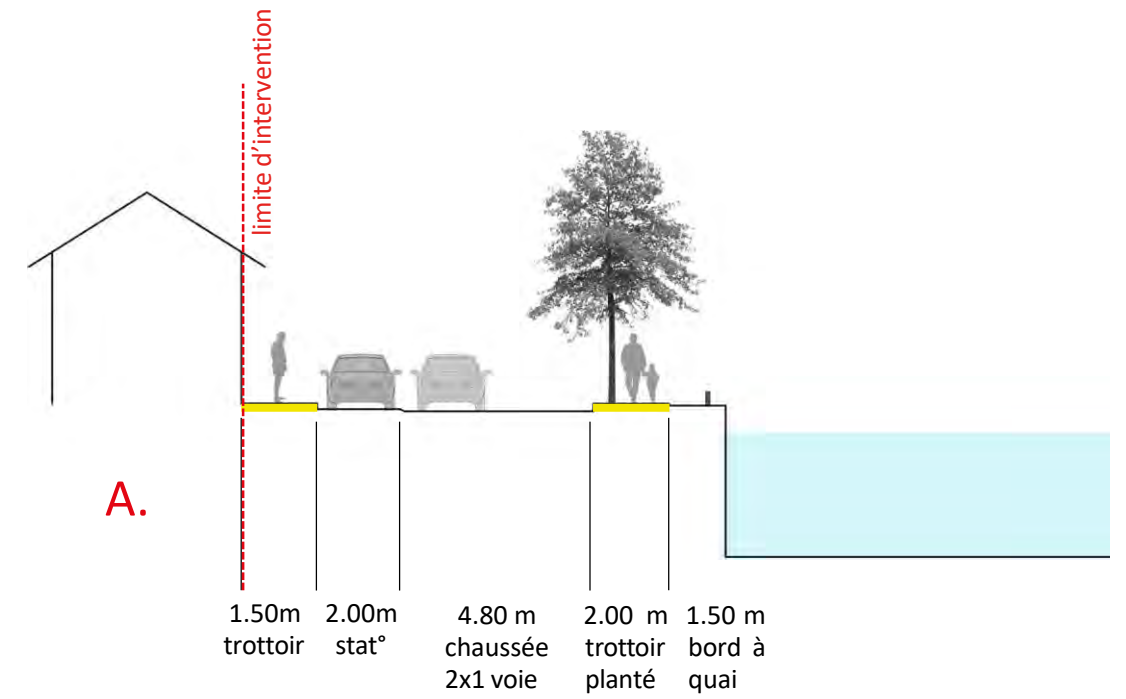 limite d'intervention
A.
1.50m
trottoir
2.00m
stat°
4.80 m
chaussée
2x1 voie
2.00 m
trottoir
planté
1.50 m
bord à
quai